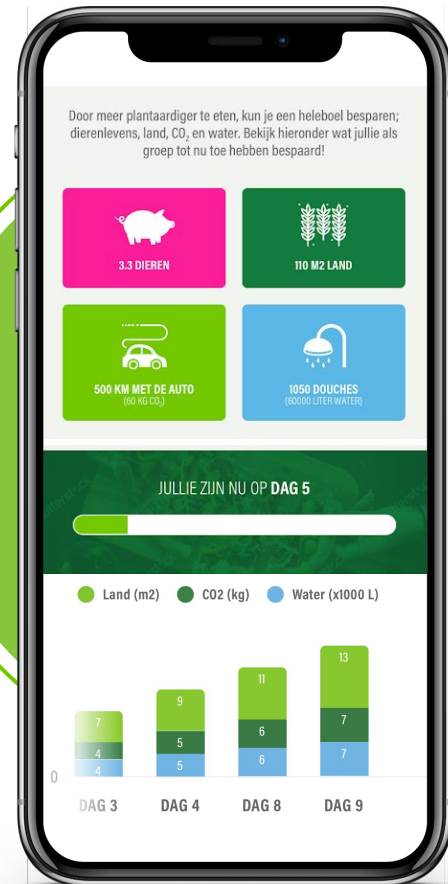 Door meer plantaardiger te eten, kun je een heleboel besparen;
dierenlevens, land, CO₂ en water. Bekijk hieronder wat jullie als
groep tot nu toe hebben bespaard!
3.3 DIEREN
110 M2 LAND
500 KM MET DE AUTO
(60 KG CO₂)
1050 DOUCHES
(60000 LITER WATER)
JULLIE ZIJN NU OP DAG 5
Land (m2) CO2 (kg) Water (x1000 L)
7
4
4
9
5
5
11
6
6
13
7
7
0
DAG 3 DAG 4 DAG 8 DAG 9